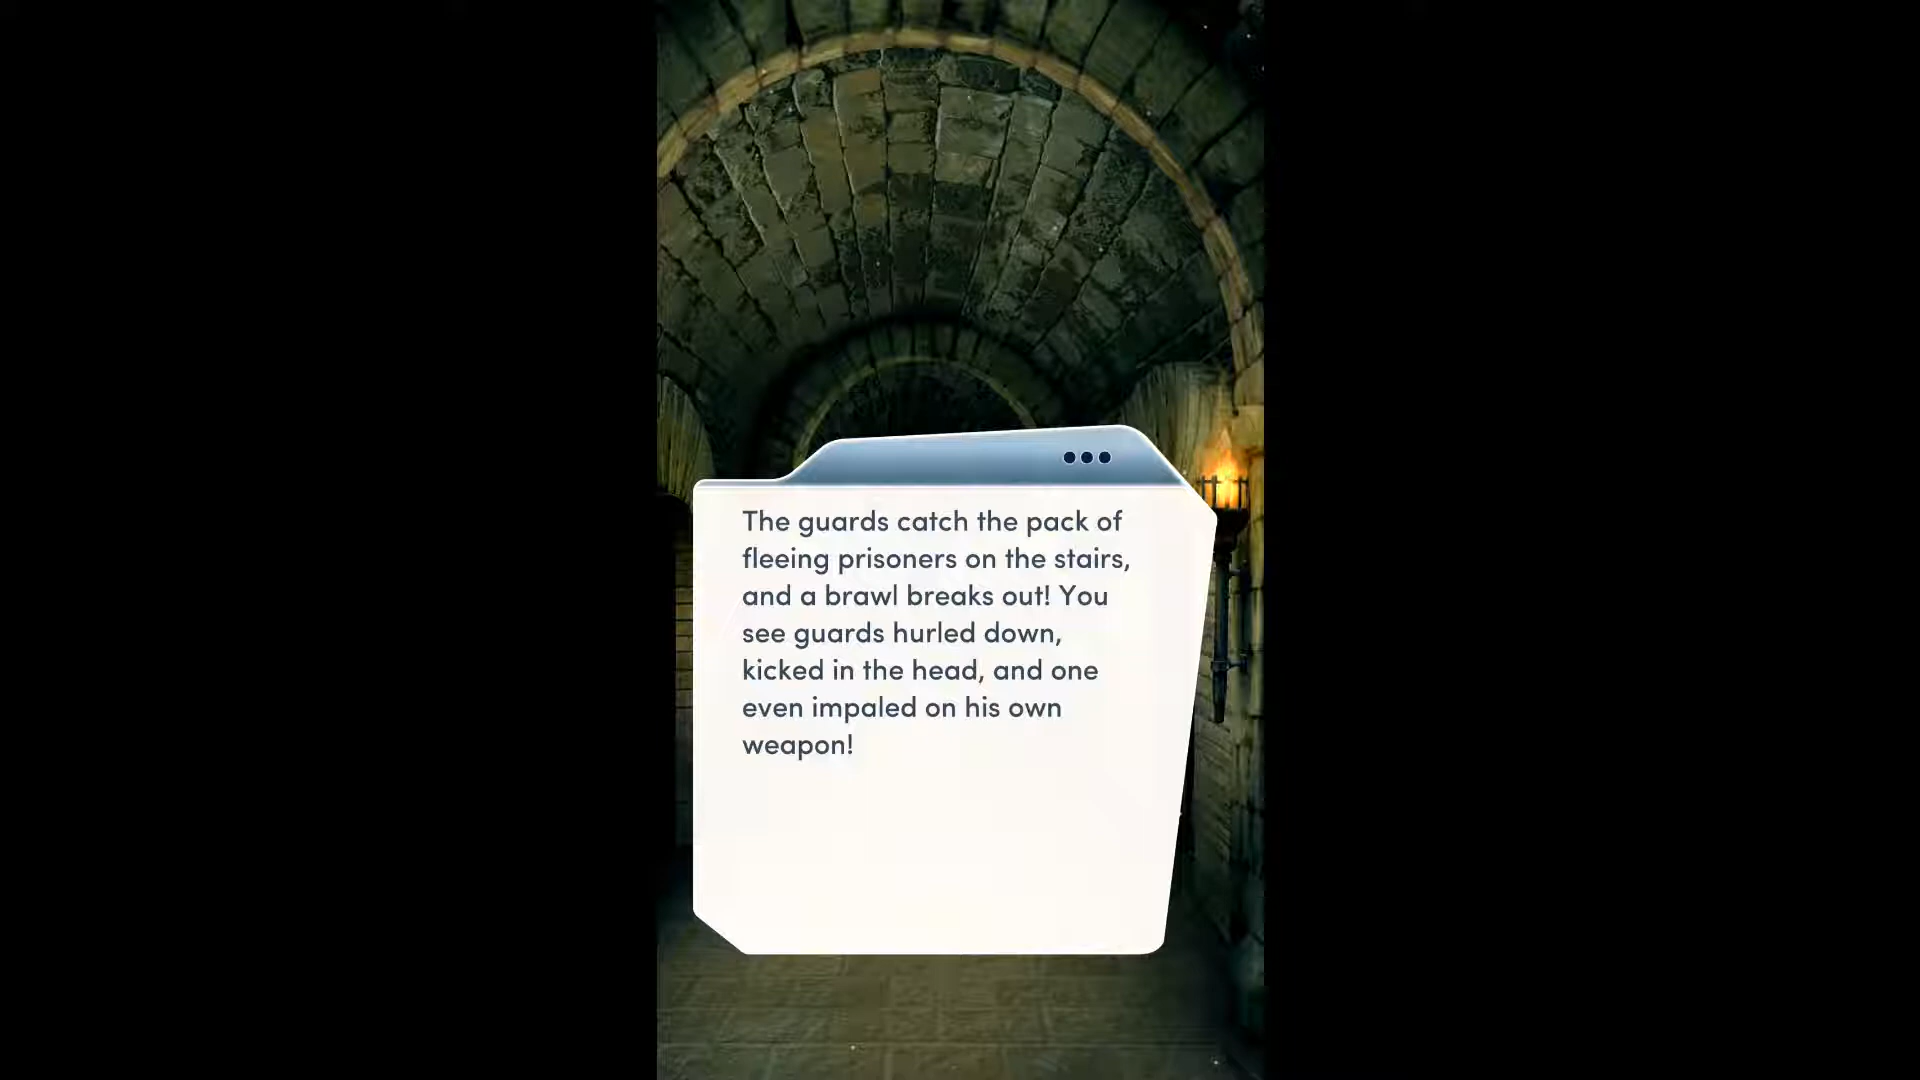 The guards catch the pack of
fleeing prisoners on the stairs,
and a brawl breaks out! You
see guards hurled down,
kicked in the head, and one
even impaled on his own
weapon!